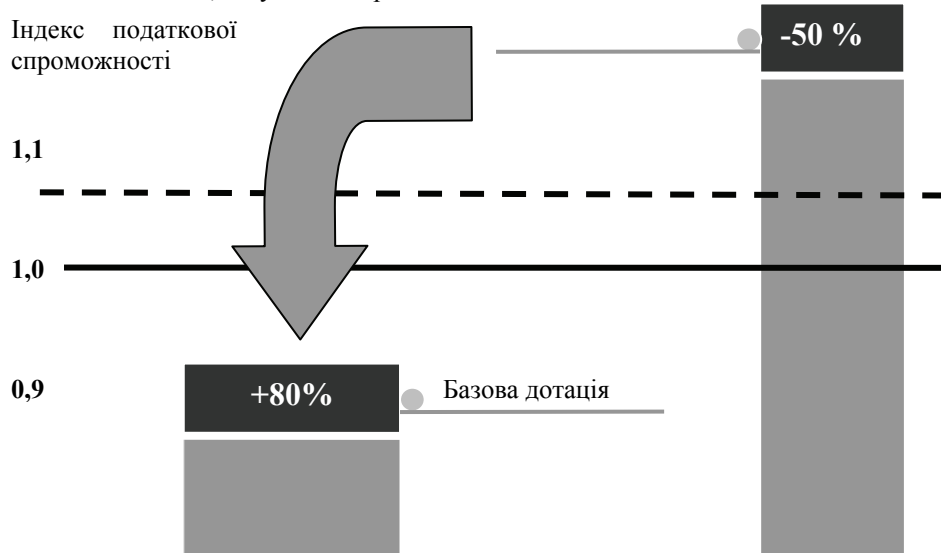 Індекс податкової
спроможності
-50 %
1,1
1,0
0,9
+80%
Базова дотація